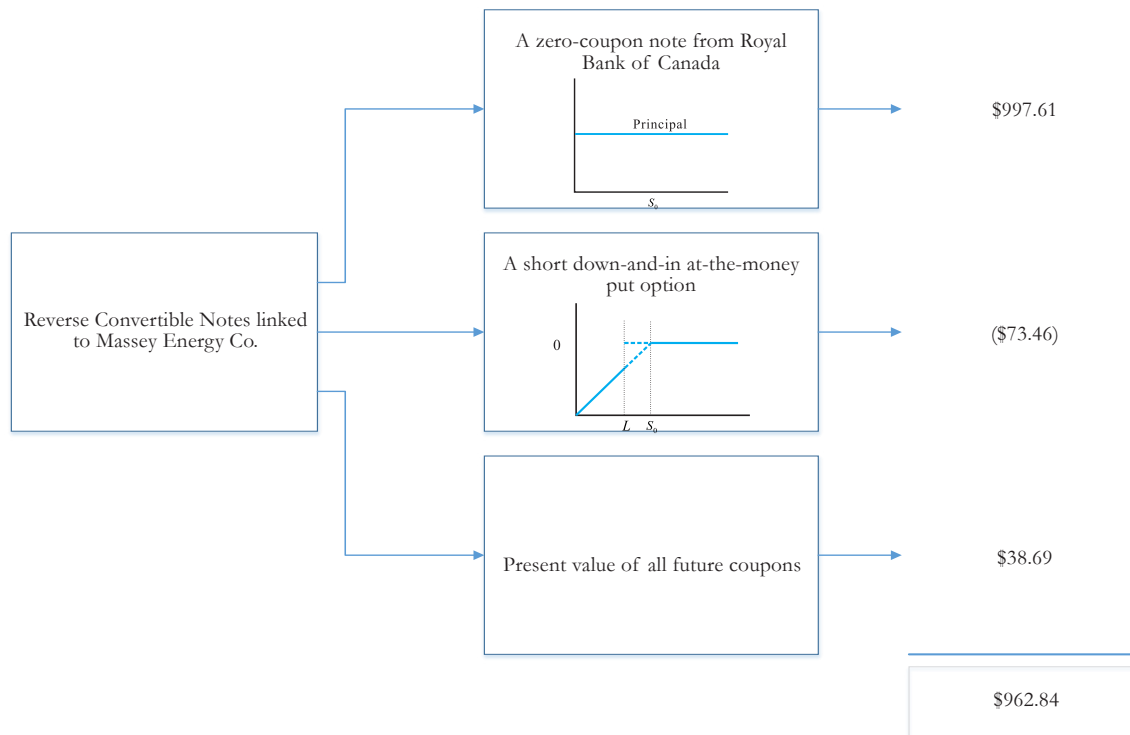 A zero-coupon note from Royal
Bank of Canada
Principal
S₀
$997.61
Reverse Convertible Notes linked
to Massey Energy Co.
A short down-and-in at-the-money
put option
0
L S₀
($73.46)
Present value of all future coupons
$38.69
$962.84